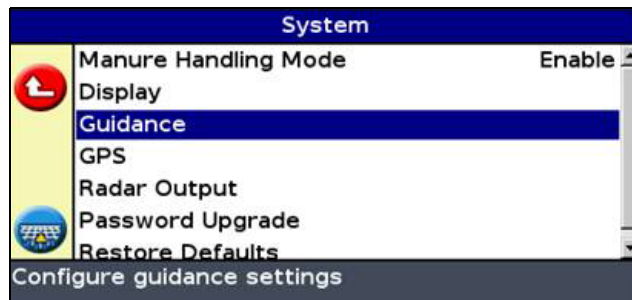 System
Manure Handling Mode Enable
Display
Guidance
GPS
Radar Output
Password Upgrade
Restore Defaults
Configure guidance settings